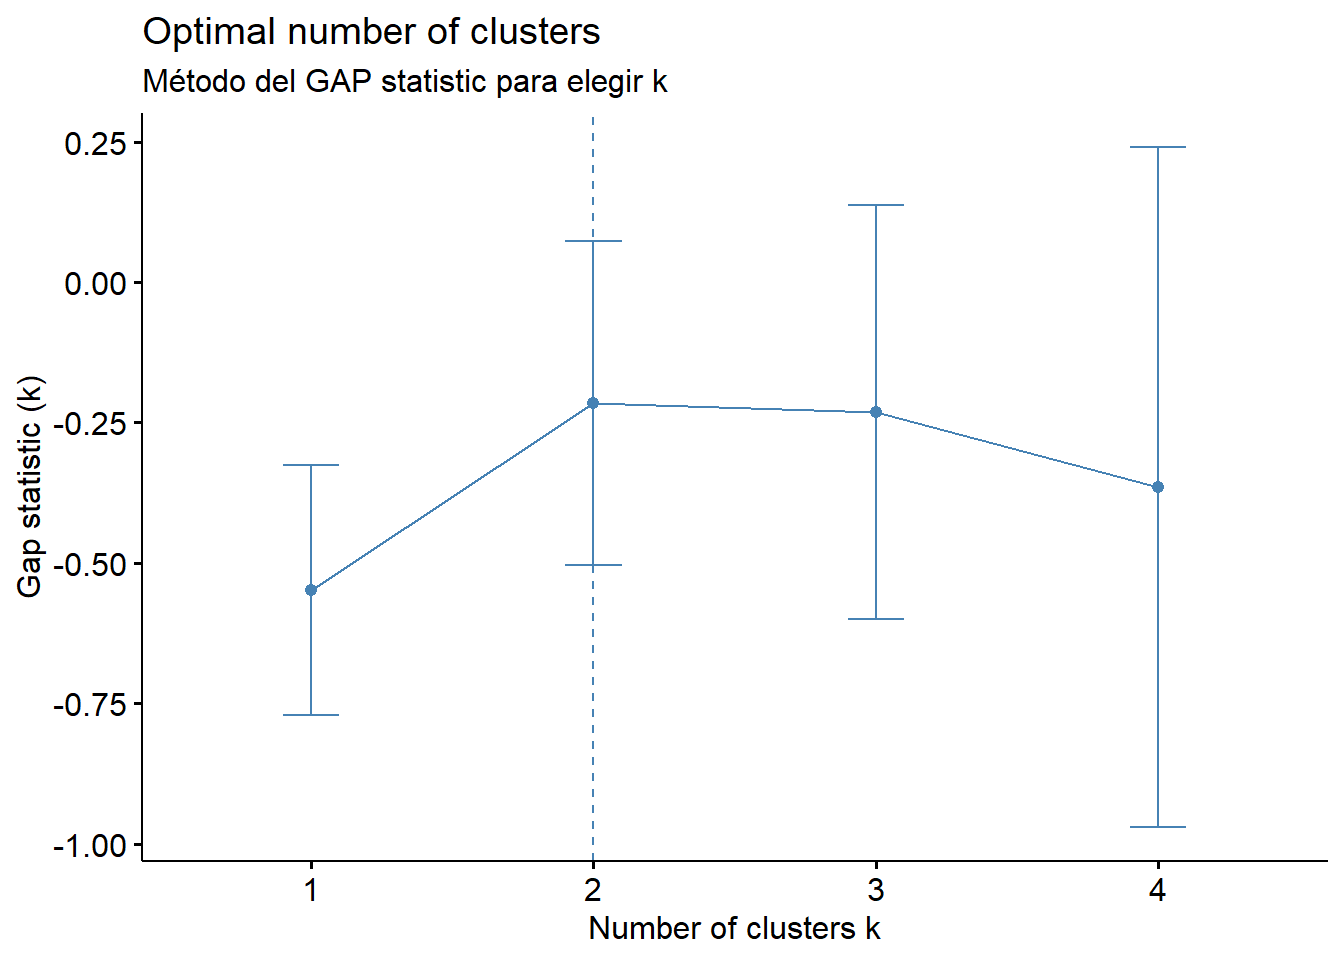 Optimal number of clusters
Método del GAP statistic para elegir k
Gap statistic (k)
0.25
0.00
-0.25
-0.50
-0.75
-1.00
1 2 3 4
Number of clusters k